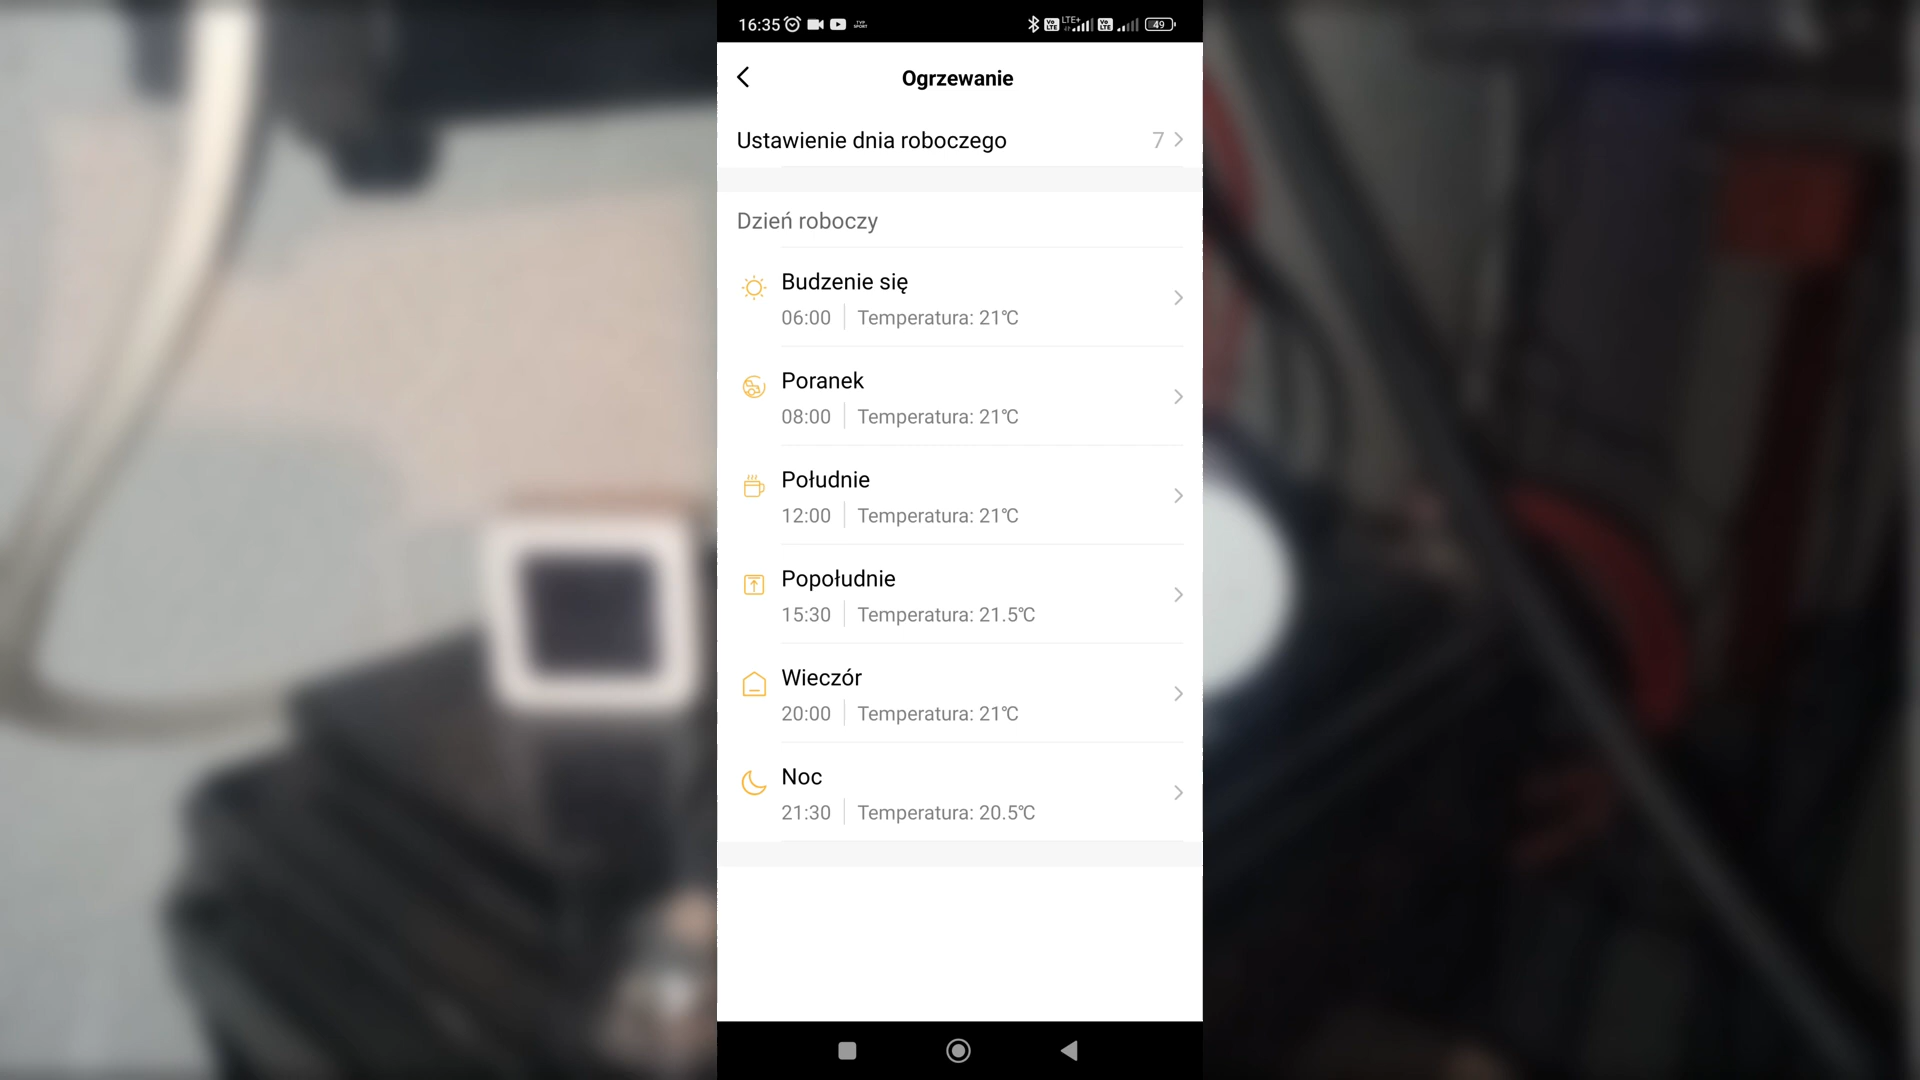 16:35
LTE+
49
Ogrzewanie
Ustawienie dnia roboczego 7
Dzień roboczy
Budzenie się
06:00 Temperatura: 21℃
Poranek
08:00 Temperatura: 21℃
Południe
12:00 Temperatura: 21℃
Popołudnie
15:30 Temperatura: 21.5℃
Wieczór
20:00 Temperatura: 21℃
Noc
21:30 Temperatura: 20.5℃